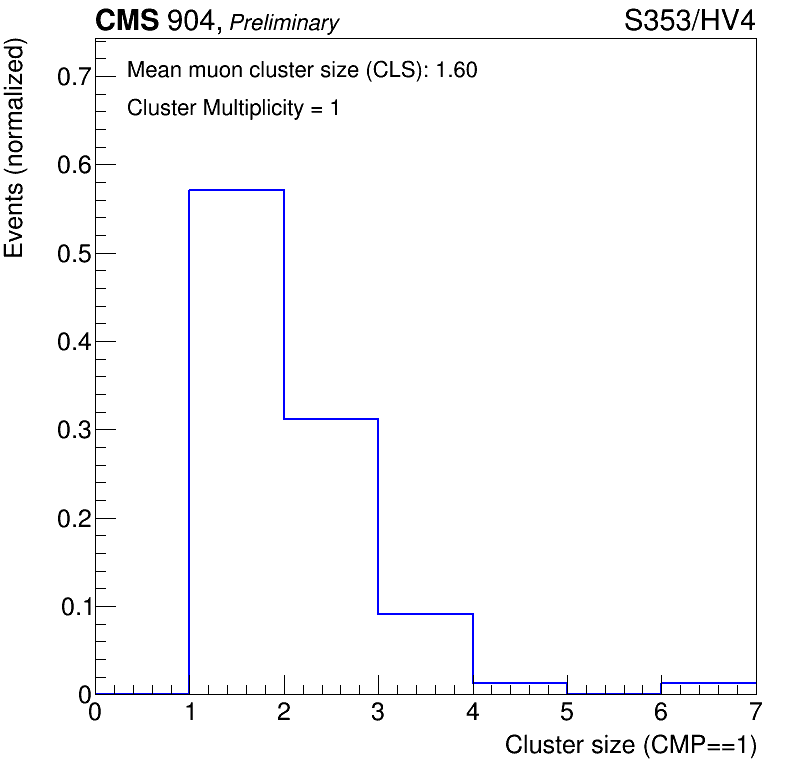 CMS 904, Preliminary
S353/HV4
Mean muon cluster size (CLS): 1.60
Cluster Multiplicity = 1
Events (normalized)
0.7
0.6
0.5
0.4
0.3
0.2
0.1
0
0 1 2 3 4 5 6 7
Cluster size (CMP==1)